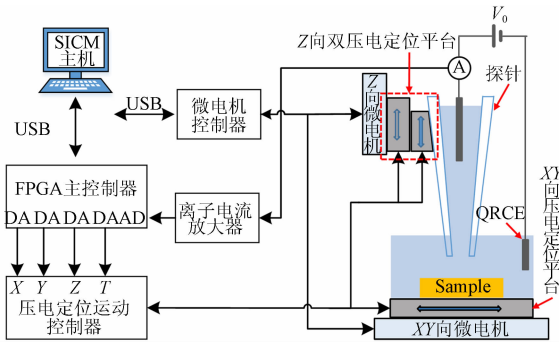 SICM
主机
USB
USB
微电机
控制器
FPGA主控制器
DA DA DA DAAD
离子电流
放大器
X Y Z T
压电定位运动
控制器
Z向双压电定位平台
Z向微电机
A
V0
探针
QRCE
XY向压电定位平台
Sample
XY向微电机